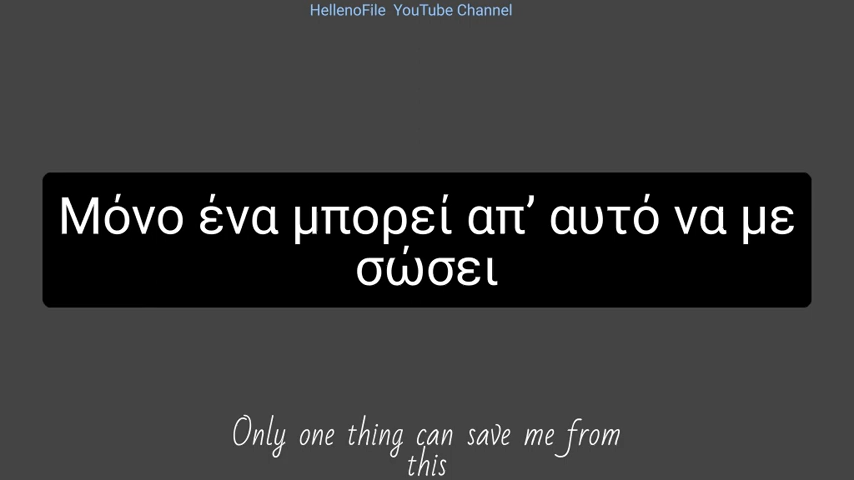 HellenoFile YouTube Channel
Μόνο ένα μπορεί απ’ αυτό να με
σώσει
Only one thing can save me from
this